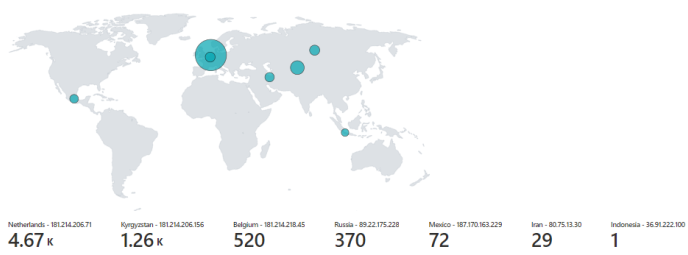 Netherlands - 181.214.206.71 Kyrgyzstan - 181.214.206.156 Belgium - 181.214.218.45 Russia - 89.22.175.228 Mexico - 187.170.163.229 Iran - 80.75.13.30 Indonesia - 36.91.222.100
4.67 K 1.26 K 520 370 72 29 1